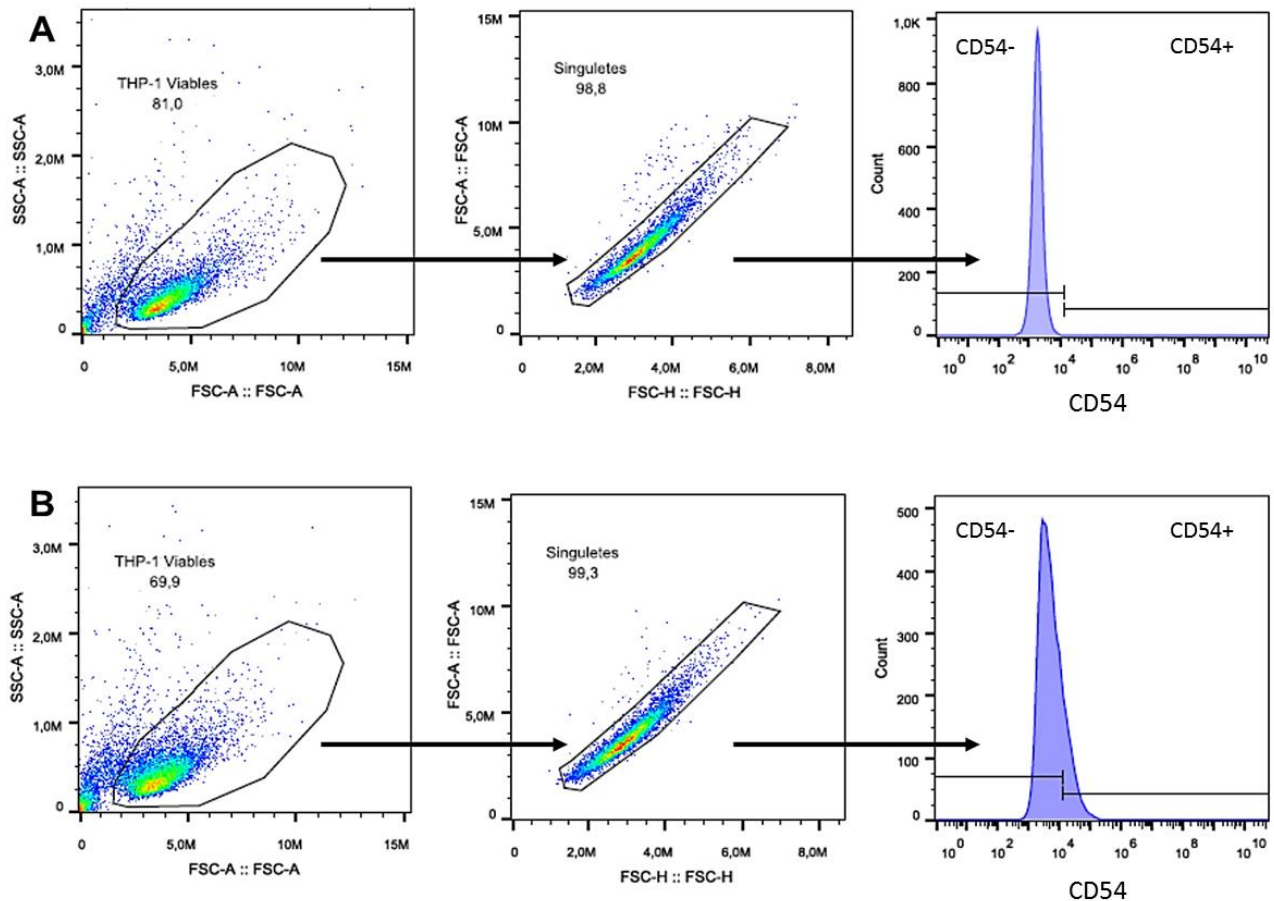 A
THP-1 Viables
81,0
SSC-A :: SSC-A
3,0M
2,0M
1,0M
0
0 5,0M 10M 15M
FSC-A :: FSC-A
Singuletes
98,8
FSC-A :: FSC-A
15M
10M
5,0M
0
0 2,0M 4,0M 6,0M 8,0M
FSC-H :: FSC-H
CD54- CD54+
Count
1,0K
800
600
400
200
0
10^0 10^2 10^4 10^6 10^8 10^10
CD54
B
THP-1 Viables
69,9
SSC-A :: SSC-A
3,0M
2,0M
1,0M
0
0 5,0M 10M 15M
FSC-A :: FSC-A
Singuletes
99,3
FSC-A :: FSC-A
15M
10M
5,0M
0
0 2,0M 4,0M 6,0M 8,0M
FSC-H :: FSC-H
CD54- CD54+
Count
500
400
300
200
100
0
10^0 10^2 10^4 10^6 10^8 10^10
CD54